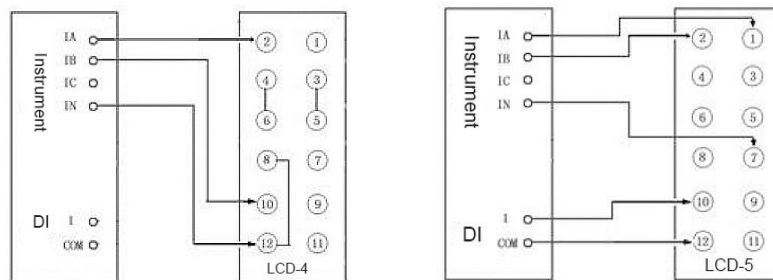 IA
IB
IC
IN
Instrument
DI
I
COM
② ①
④ ③
⑥ ⑤
⑧ ⑦
⑩ ⑨
⑫ ⑪
LCD-4
IA
IB
IC
IN
Instrument
DI
I
COM
② ①
④ ③
⑥ ⑤
⑧ ⑦
⑩ ⑨
⑫ ⑪
LCD-5